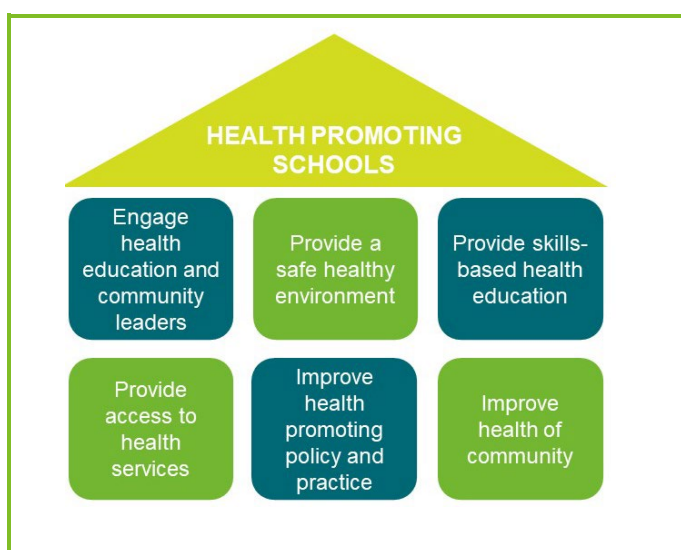 HEALTH PROMOTING
SCHOOLS
Engage
health
education and
community
leaders
Provide a
safe healthy
environment
Provide skills-
based health
education
Provide
access to
health
services
Improve
health
promoting
policy and
practice
Improve
health of
community